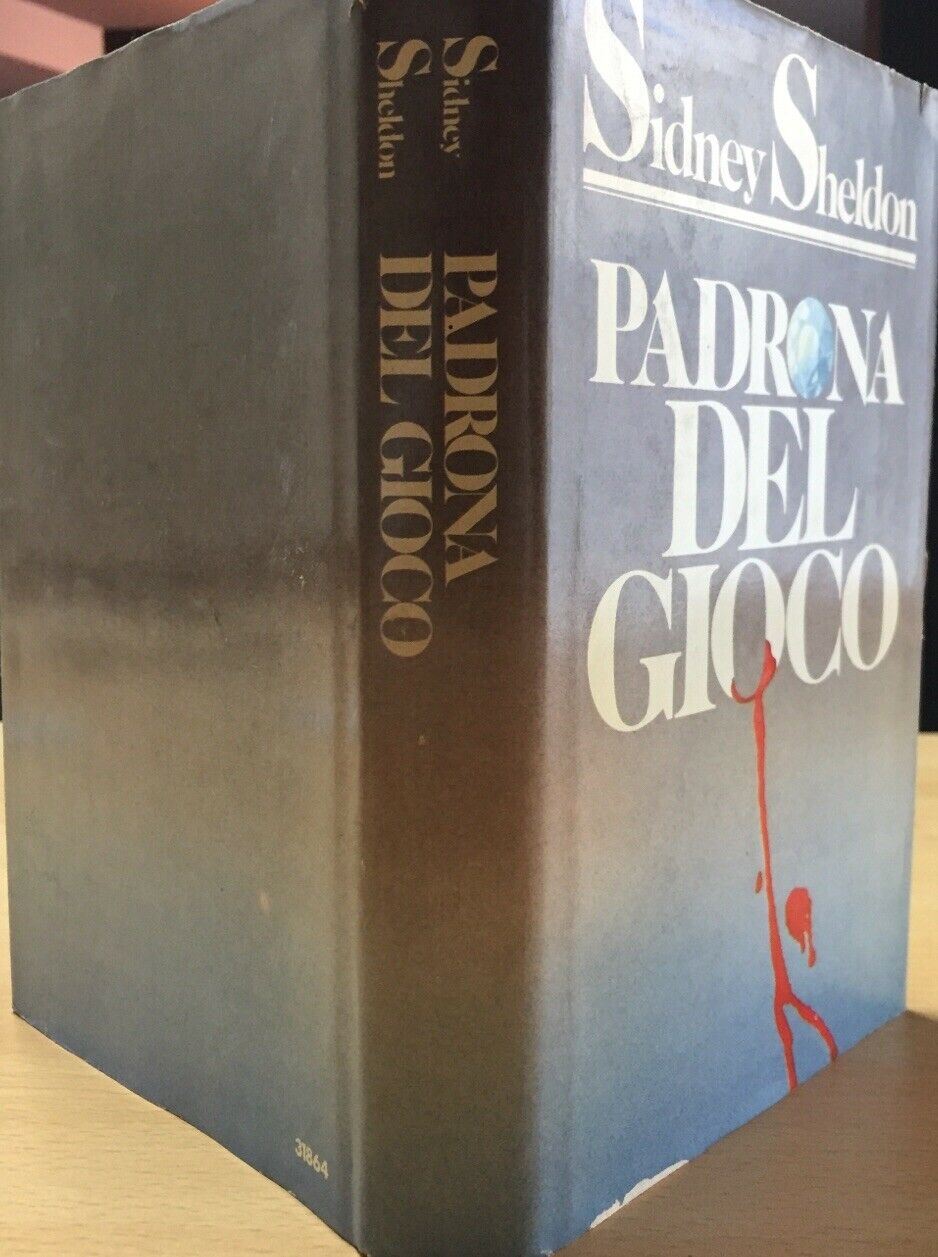 Sidney
Sheldon
PADRONA
DEL GIOCO
Sidney Sheldon
PADRONA
DEL
GIOCO
31864